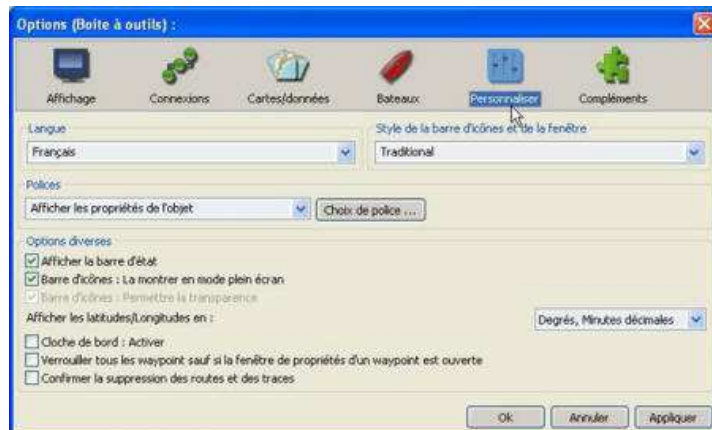 Options (Boite à outils) :
Affichage Connexions Cartes/données Bateaux Personnaliser Compléments
Langue Style de la barre d'icônes et de la fenêtre
Français Traditional
Polices
Afficher les propriétés de l'objet Choix de police ...
Options diverses
Afficher la barre d'état
Barre d'icônes : La montrer en mode plein écran
Barre d'icônes : Permettre la transparence
Afficher les latitudes/Longitudes en : Degrés, Minutes décimales
Cloche de bord : Activer
Verrouiller tous les waypoint sauf si la fenêtre de propriétés d'un waypoint est ouverte
Confirmer la suppression des routes et des traces
Ok Annuler Appliquer